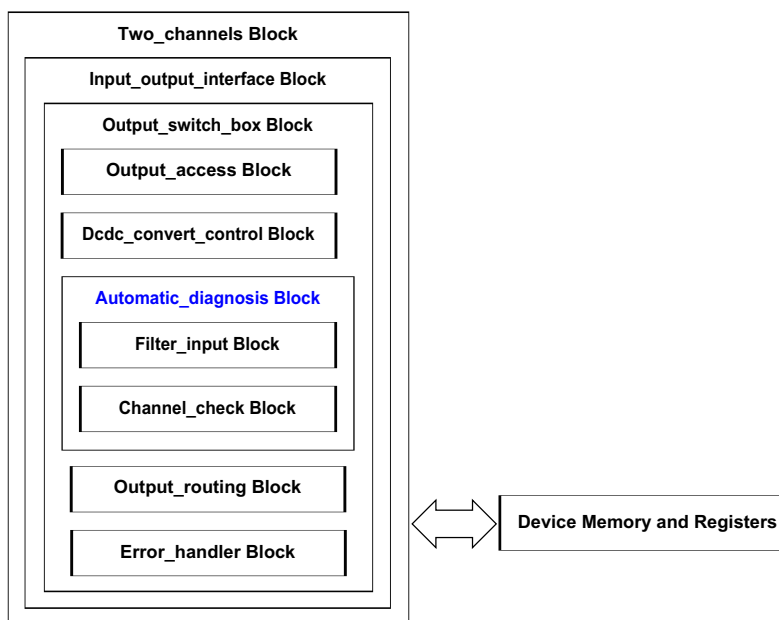 Two_channels Block
Input_output_interface Block
Output_switch_box Block
Output_access Block
Dcdc_convert_control Block
Automatic_diagnosis Block
Filter_input Block
Channel_check Block
Output_routing Block
Error_handler Block
Device Memory and Registers